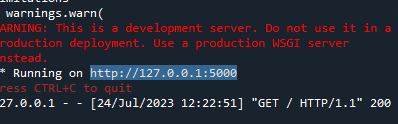 imitations
warnings.warn(
ARNING: This is a development server. Do not use it in a
roduction deployment. Use a production WSGI server
nstead.
* Running on http://127.0.0.1:5000
ress CTRL+C to quit
27.0.0.1 - - [24/Jul/2023 12:22:51] "GET / HTTP/1.1" 200